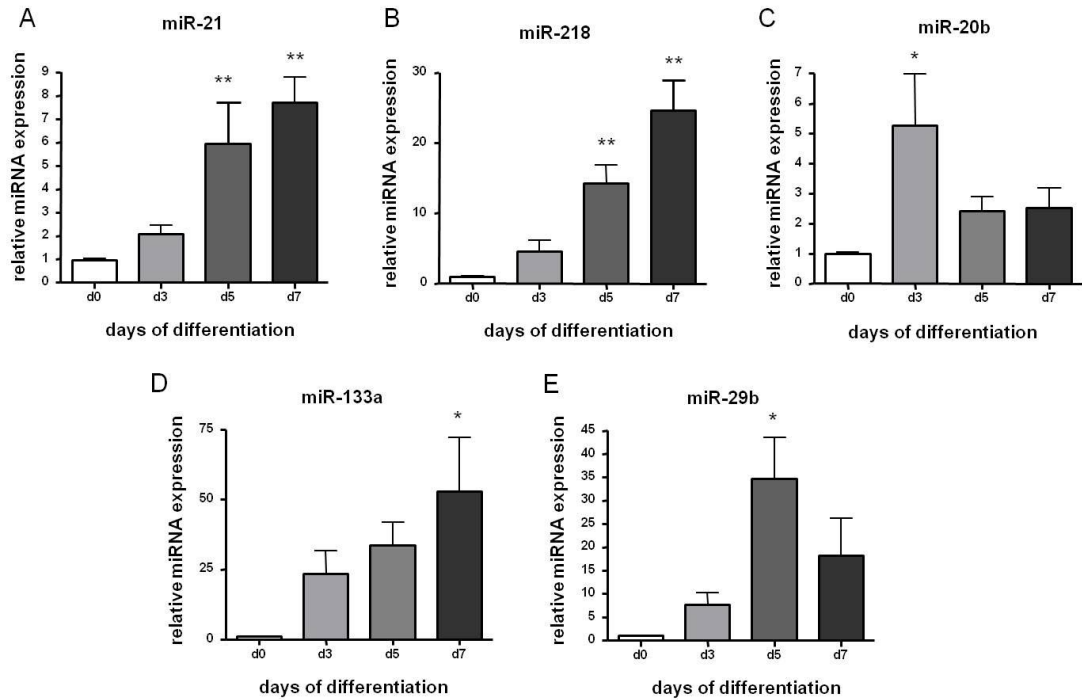 A
miR-21
relative miRNA expression
9
8
7
6
5
4
3
2
1
0
**
**
d0 d3 d5 d7
days of differentiation
B
miR-218
relative miRNA expression
30
20
10
0
**
**
d0 d3 d5 d7
days of differentiation
C
miR-20b
relative miRNA expression
7
6
5
4
3
2
1
0
*
d0 d3 d5 d7
days of differentiation
D
miR-133a
relative miRNA expression
75
50
25
0
*
d0 d3 d5 d7
days of differentiation
E
miR-29b
relative miRNA expression
45
40
35
30
25
20
15
10
5
0
*
d0 d3 d5 d7
days of differentiation